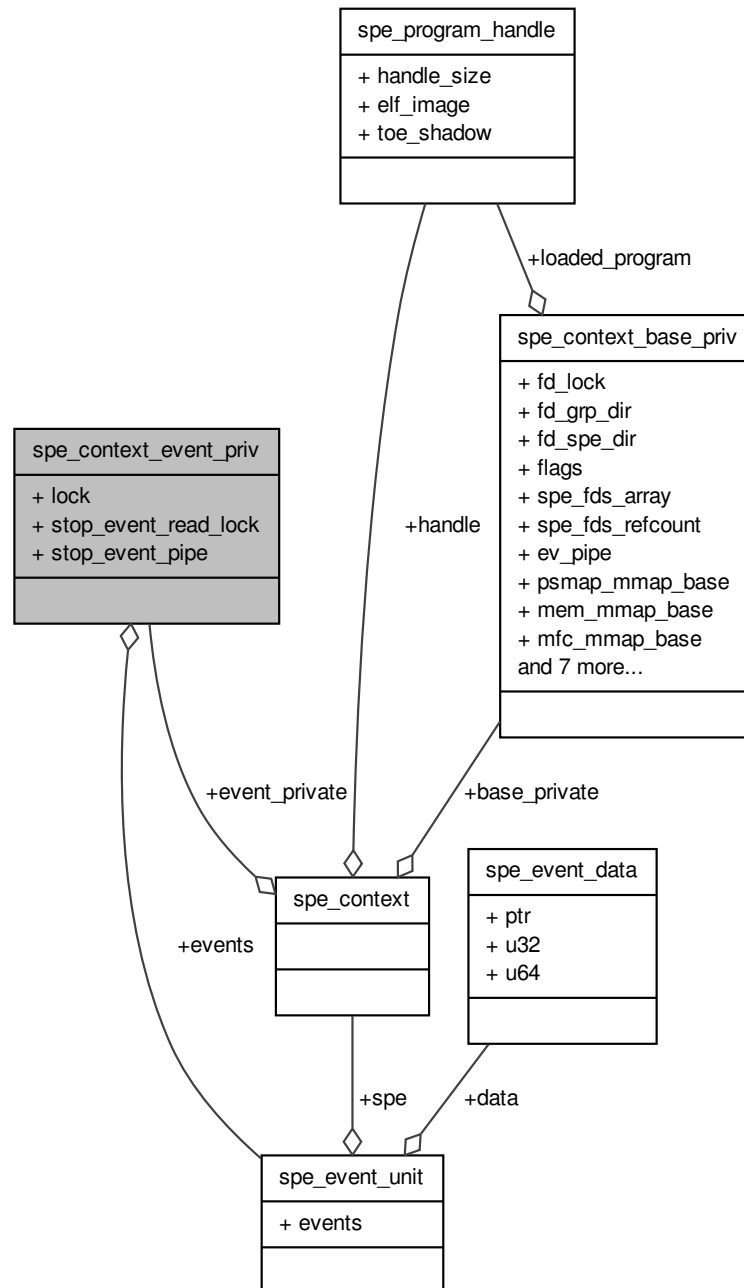 spe_program_handle
+ handle_size
+ elf_image
+ toe_shadow
+loaded_program
spe_context_base_priv
+ fd_lock
+ fd_grp_dir
+ fd_spe_dir
+ flags
+ spe_fds_array
+ spe_fds_refcount
+ ev_pipe
+ psmap_mmap_base
+ mem_mmap_base
+ mfc_mmap_base
and 7 more...
spe_context_event_priv
+ lock
+ stop_event_read_lock
+ stop_event_pipe
+handle
+event_private
+base_private
spe_context
spe_event_data
+ ptr
+ u32
+ u64
+events
+spe
+data
spe_event_unit
+ events